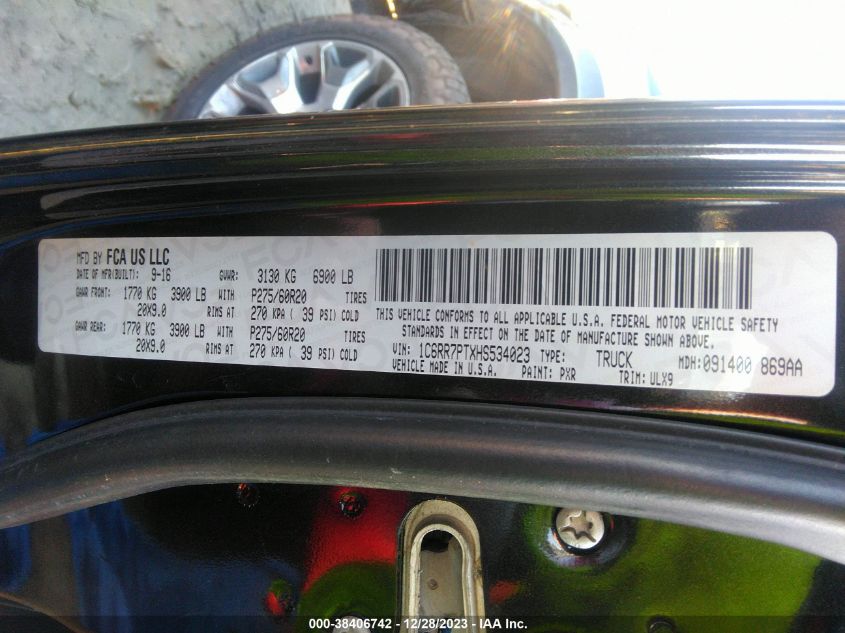 MFD BY FCA US LLC
DATE OF MFR(BUILT): 9-16 GVWR: 3130 KG 6900 LB
GAWR FRONT: 1770 KG 3900 LB WITH P275/60R20 TIRES
20X9.0 RIMS AT 270 KPA ( 39 PSI) COLD
GAWR REAR: 1770 KG 3900 LB WITH P275/60R20 TIRES
20X9.0 RIMS AT 270 KPA ( 39 PSI) COLD
THIS VEHICLE CONFORMS TO ALL APPLICABLE U.S.A. FEDERAL MOTOR VEHICLE SAFETY
STANDARDS IN EFFECT ON THE DATE OF MANUFACTURE SHOWN ABOVE.
VIN: 1C6RR7PTXHS534023 TYPE: TRUCK MDH:091400 869AA
VEHICLE MADE IN U.S.A. PAINT: PXR TRIM: ULX9
000-38406742 - 12/28/2023 - IAA Inc.